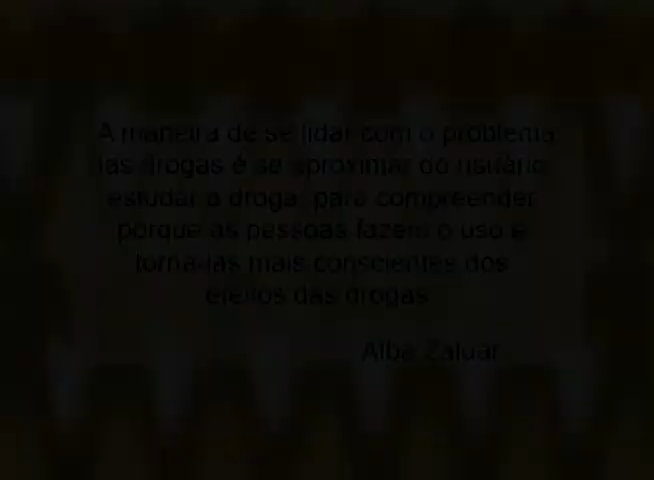 A maneira de se lidar com o problema
das drogas é se aproximar do usuário,
estudar a droga, para compreender
porque as pessoas fazem o uso e
torna-las mais conscientes dos
efeitos das drogas
Alba Zaluar